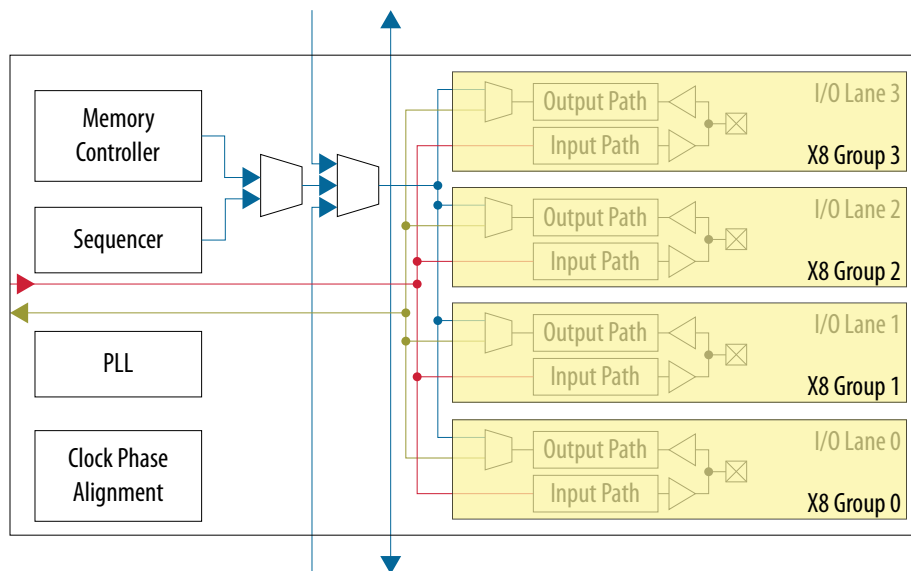 Memory
Controller
Sequencer
PLL
Clock Phase
Alignment
Output Path
I/O Lane 3
Input Path
X8 Group 3
Output Path
I/O Lane 2
Input Path
X8 Group 2
Output Path
I/O Lane 1
Input Path
X8 Group 1
Output Path
I/O Lane 0
Input Path
X8 Group 0